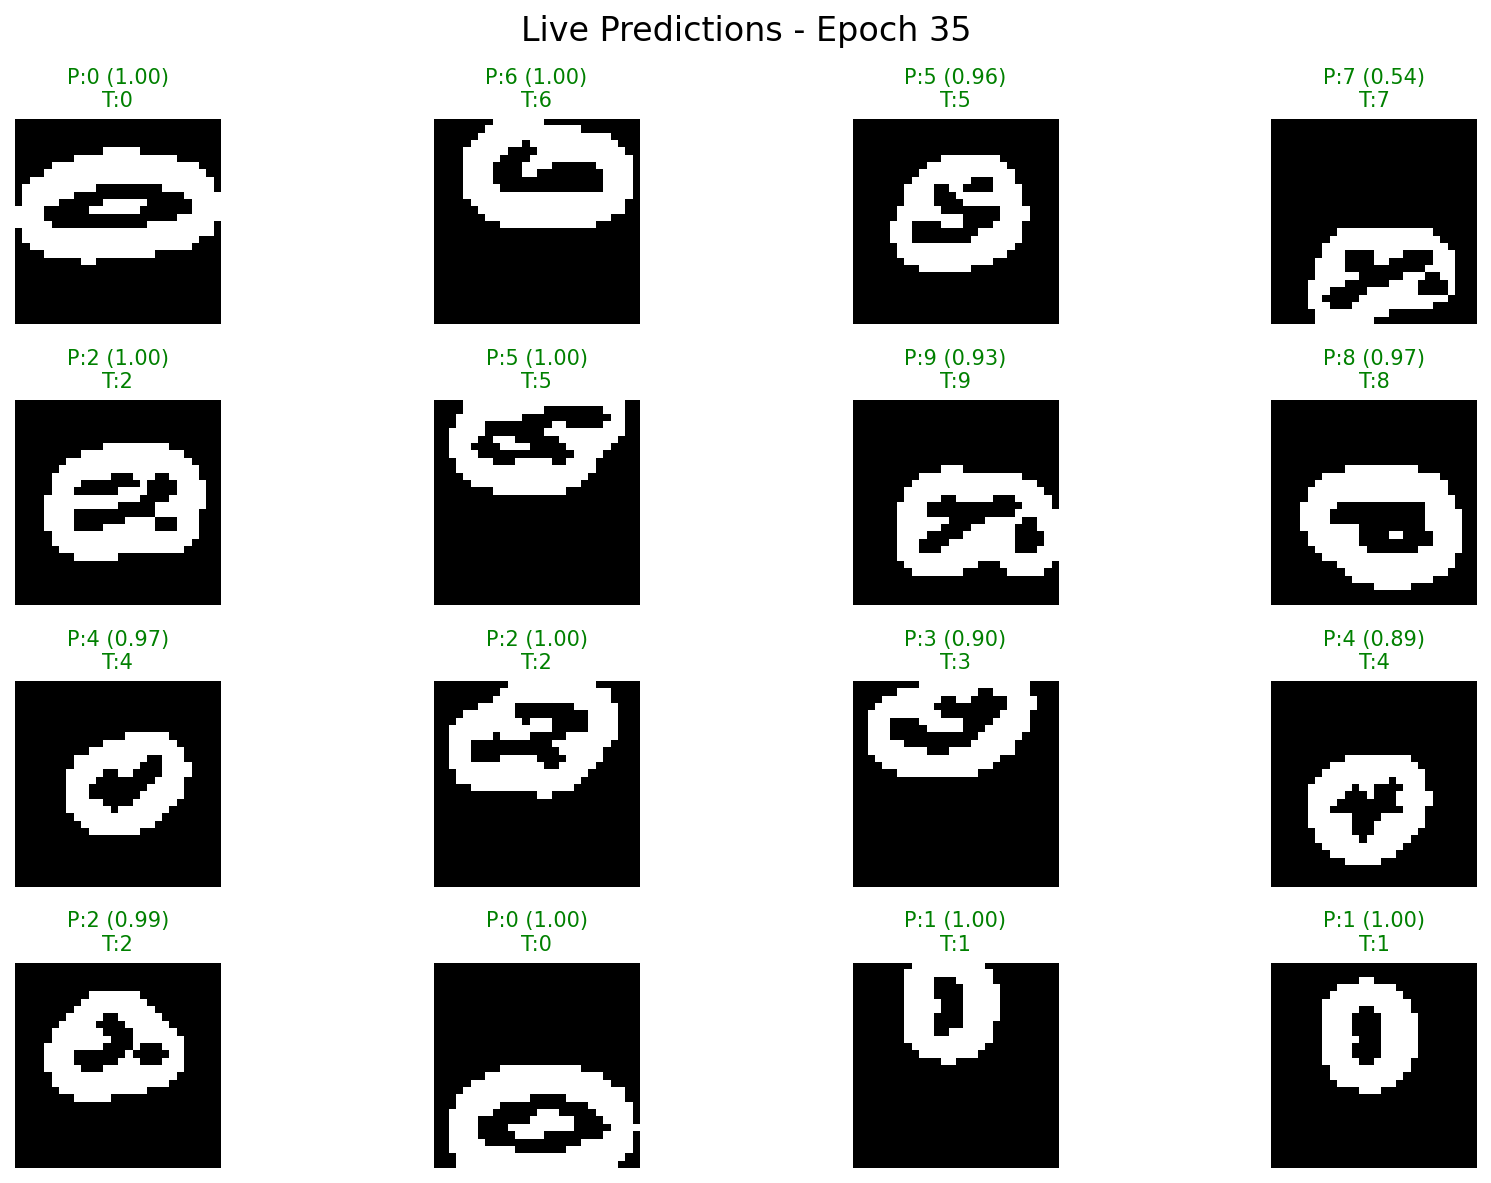 Live Predictions - Epoch 35
P:0 (1.00)
T:0
P:6 (1.00)
T:6
P:5 (0.96)
T:5
P:7 (0.54)
T:7
P:2 (1.00)
T:2
P:5 (1.00)
T:5
P:9 (0.93)
T:9
P:8 (0.97)
T:8
P:4 (0.97)
T:4
P:2 (1.00)
T:2
P:3 (0.90)
T:3
P:4 (0.89)
T:4
P:2 (0.99)
T:2
P:0 (1.00)
T:0
P:1 (1.00)
T:1
P:1 (1.00)
T:1